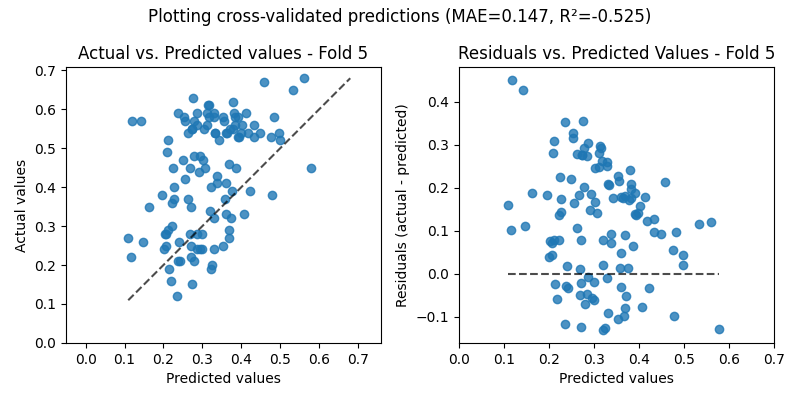 Plotting cross-validated predictions (MAE=0.147, R²=-0.525)
Actual vs. Predicted values - Fold 5
Actual values
0.7
0.6
0.5
0.4
0.3
0.2
0.1
0.0
0.0 0.1 0.2 0.3 0.4 0.5 0.6 0.7
Predicted values
Residuals vs. Predicted Values - Fold 5
Residuals (actual - predicted)
0.4
0.3
0.2
0.1
0.0
−0.1
0.0 0.1 0.2 0.3 0.4 0.5 0.6 0.7
Predicted values